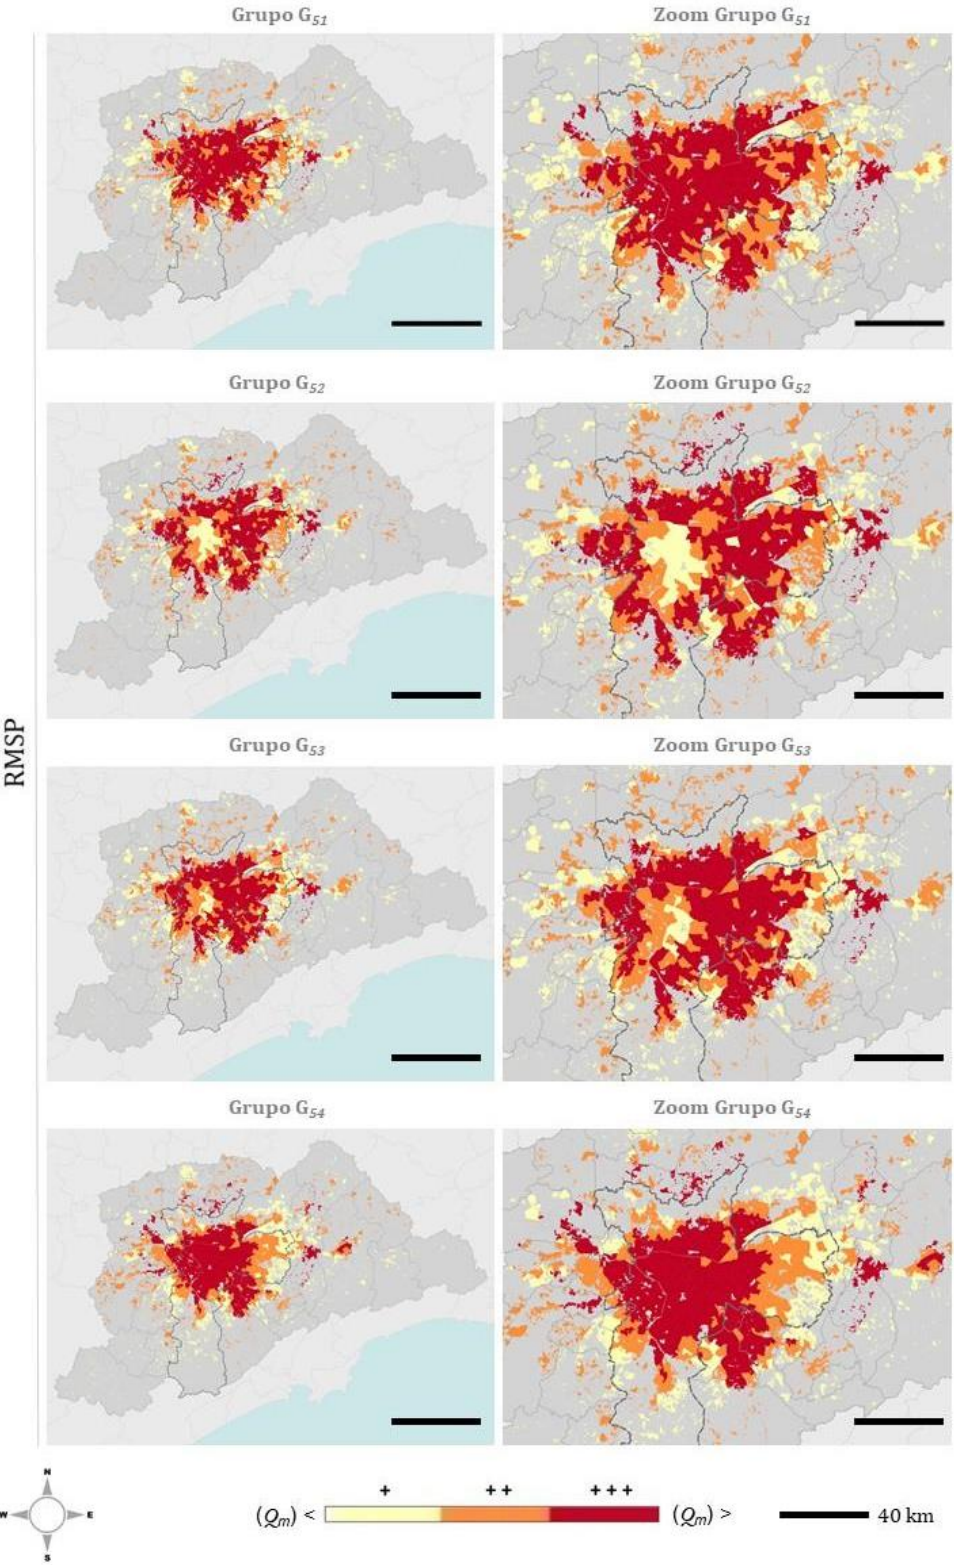 Grupo G51 Zoom Grupo G51
Grupo G52 Zoom Grupo G52
Grupo G53 Zoom Grupo G53
RMSP
Grupo G54 Zoom Grupo G54
N
W E
S
+ ++ +++
(Qm) < (Qm) > 40 km